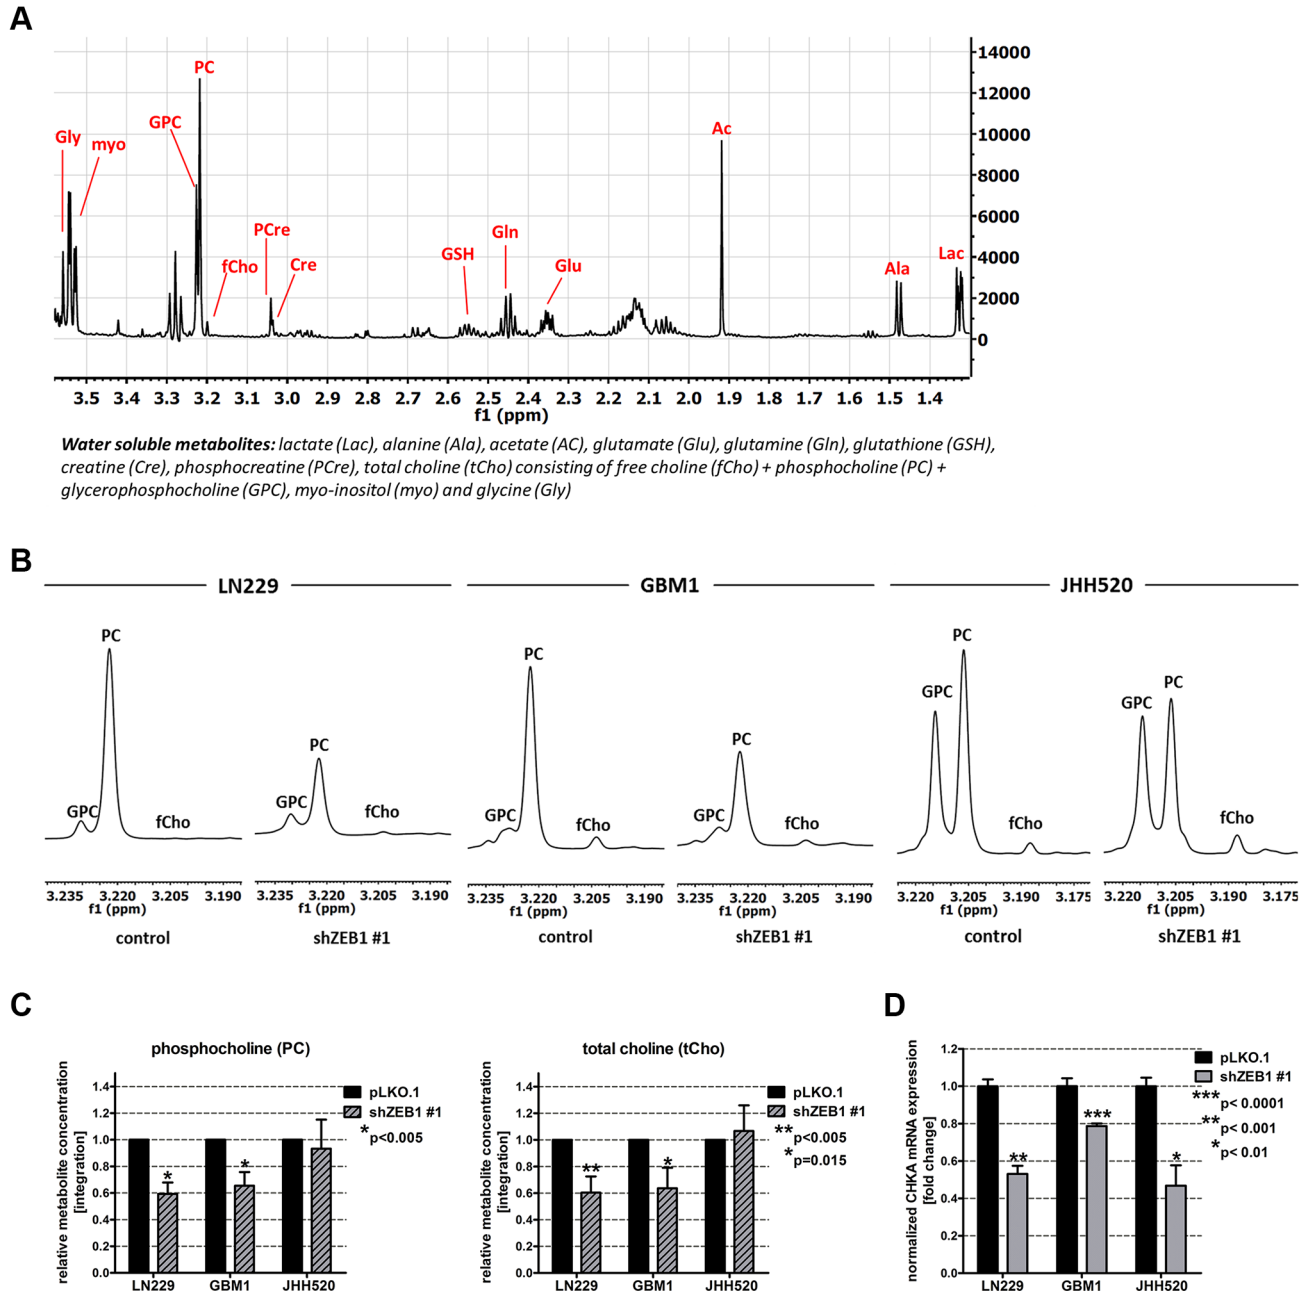 A
PC
GPC
Gly
myo
fCho
PCre
Cre
GSH
Gln
Glu
Ac
Ala
Lac
14000
12000
10000
8000
6000
4000
2000
0
3.5 3.4 3.3 3.2 3.1 3.0 2.9 2.8 2.7 2.6 2.5 2.4 2.3 2.2 2.1 2.0 1.9 1.8 1.7 1.6 1.5 1.4
f1 (ppm)
Water soluble metabolites: lactate (Lac), alanine (Ala), acetate (AC), glutamate (Glu), glutamine (Gln), glutathione (GSH),
creatine (Cre), phosphocreatine (PCre), total choline (tCho) consisting of free choline (fCho) + phosphocholine (PC) +
glycerophosphocholine (GPC), myo-inositol (myo) and glycine (Gly)
B
LN229
GBM1
JHH520
PC
GPC
fCho
3.235 3.220 3.205 3.190
f1 (ppm)
control
PC
GPC
fCho
3.235 3.220 3.205 3.190
f1 (ppm)
shZEB1 #1
PC
GPC
fCho
3.235 3.220 3.205 3.190
f1 (ppm)
control
PC
GPC
fCho
3.235 3.220 3.205 3.190
f1 (ppm)
shZEB1 #1
PC
GPC
fCho
3.220 3.205 3.190 3.175
f1 (ppm)
control
PC
GPC
fCho
3.220 3.205 3.190 3.175
f1 (ppm)
shZEB1 #1
C
phosphocholine (PC)
relative metabolite concentration
[integration]
1.4
1.2
1.0
0.8
0.6
0.4
0.2
0.0
* *
LN229 GBM1 JHH520
pLKO.1
shZEB1 #1
*p<0.005
total choline (tCho)
relative metabolite concentration
[integration]
1.4
1.2
1.0
0.8
0.6
0.4
0.2
0.0
** *
LN229 GBM1 JHH520
pLKO.1
shZEB1 #1
**p<0.005
*p=0.015
D
normalized CHKA mRNA expression
[fold change]
1.2
1.0
0.8
0.6
0.4
0.2
0.0
** *** *
LN229 GBM1 JHH520
pLKO.1
shZEB1 #1
***p< 0.0001
**p< 0.001
*p< 0.01